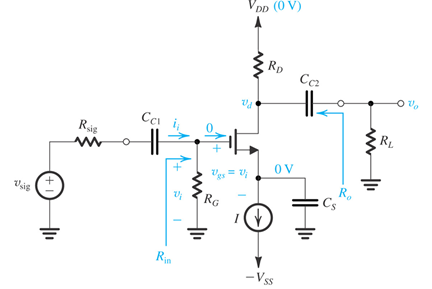 V_DD (0 V)
R_D
C_C2
v_d
v_o
R_sig
C_C1
i_i
0
+
v_gs = v_i
0 V
R_L
+
−
v_sig
+
−
v_i
−
R_G
I
C_S
R_o
R_in
−V_SS